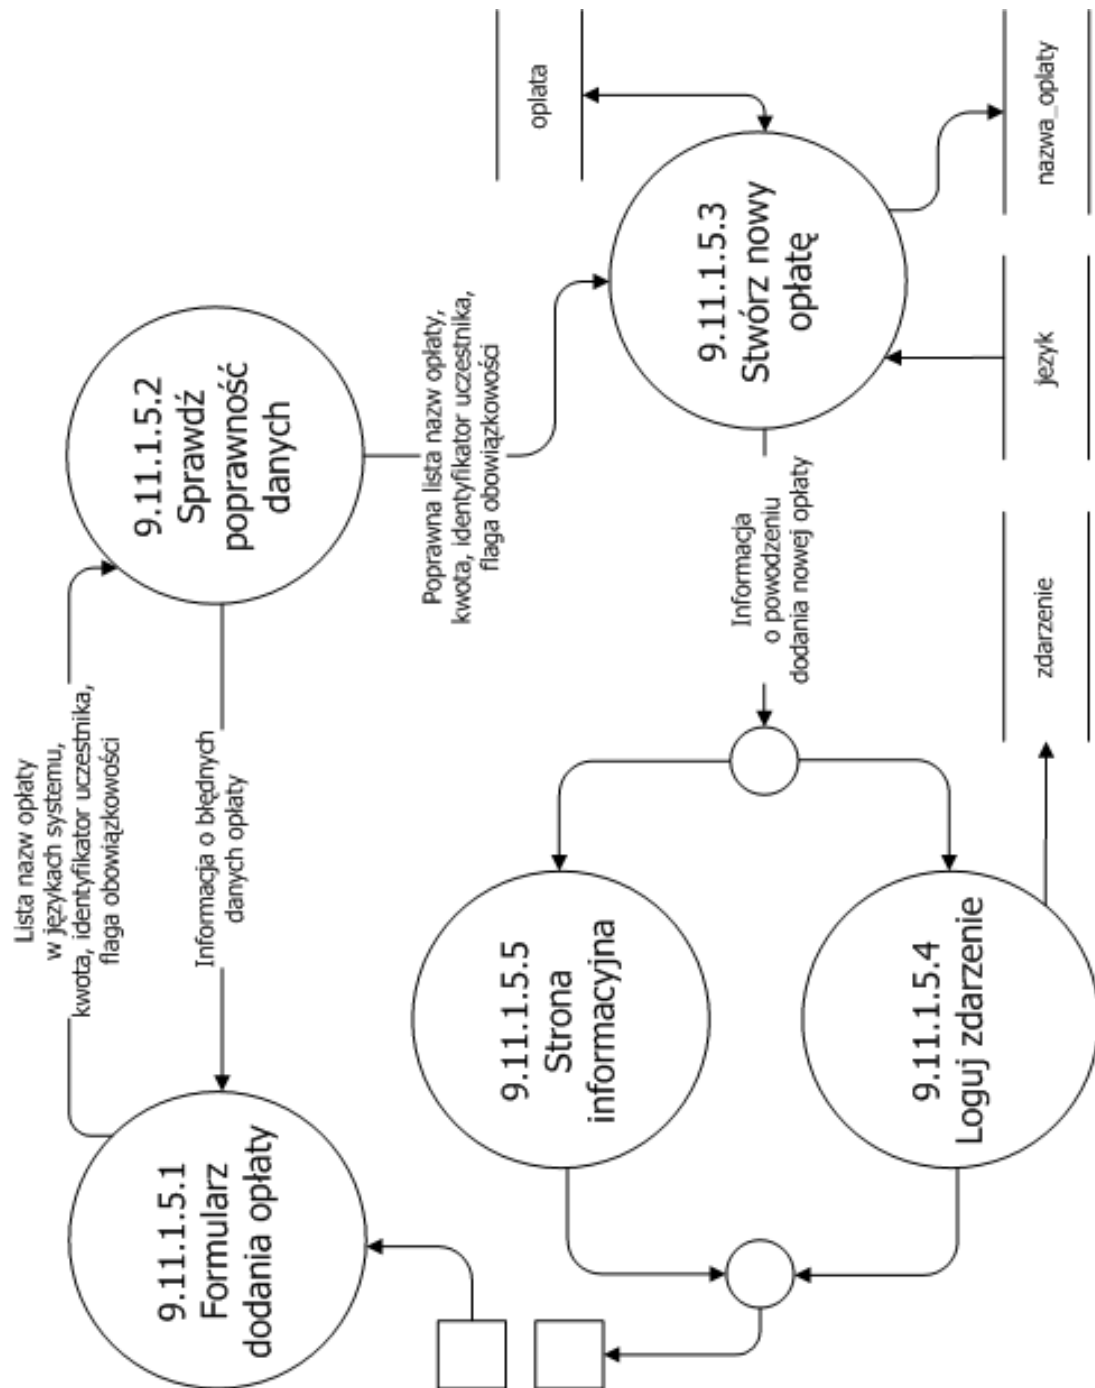 Lista nazw opłaty
w językach systemu,
kwota, identyfikator uczestnika,
flaga obowiązkowości
9.11.1.5.1
Formularz
dodania opłaty
Informacja o błędnych
danych opłaty
9.11.1.5.2
Sprawdź
poprawność
danych
Poprawna lista nazw opłaty,
kwota, identyfikator uczestnika,
flaga obowiązkowości
oplata
9.11.1.5.5
Strona
informacyjna
Informacja
o powodzeniu
dodania nowej opłaty
9.11.1.5.3
Stwórz nowy
opłatę
9.11.1.5.4
Loguj zdarzenie
zdarzenie
jezyk
nazwa_opłaty